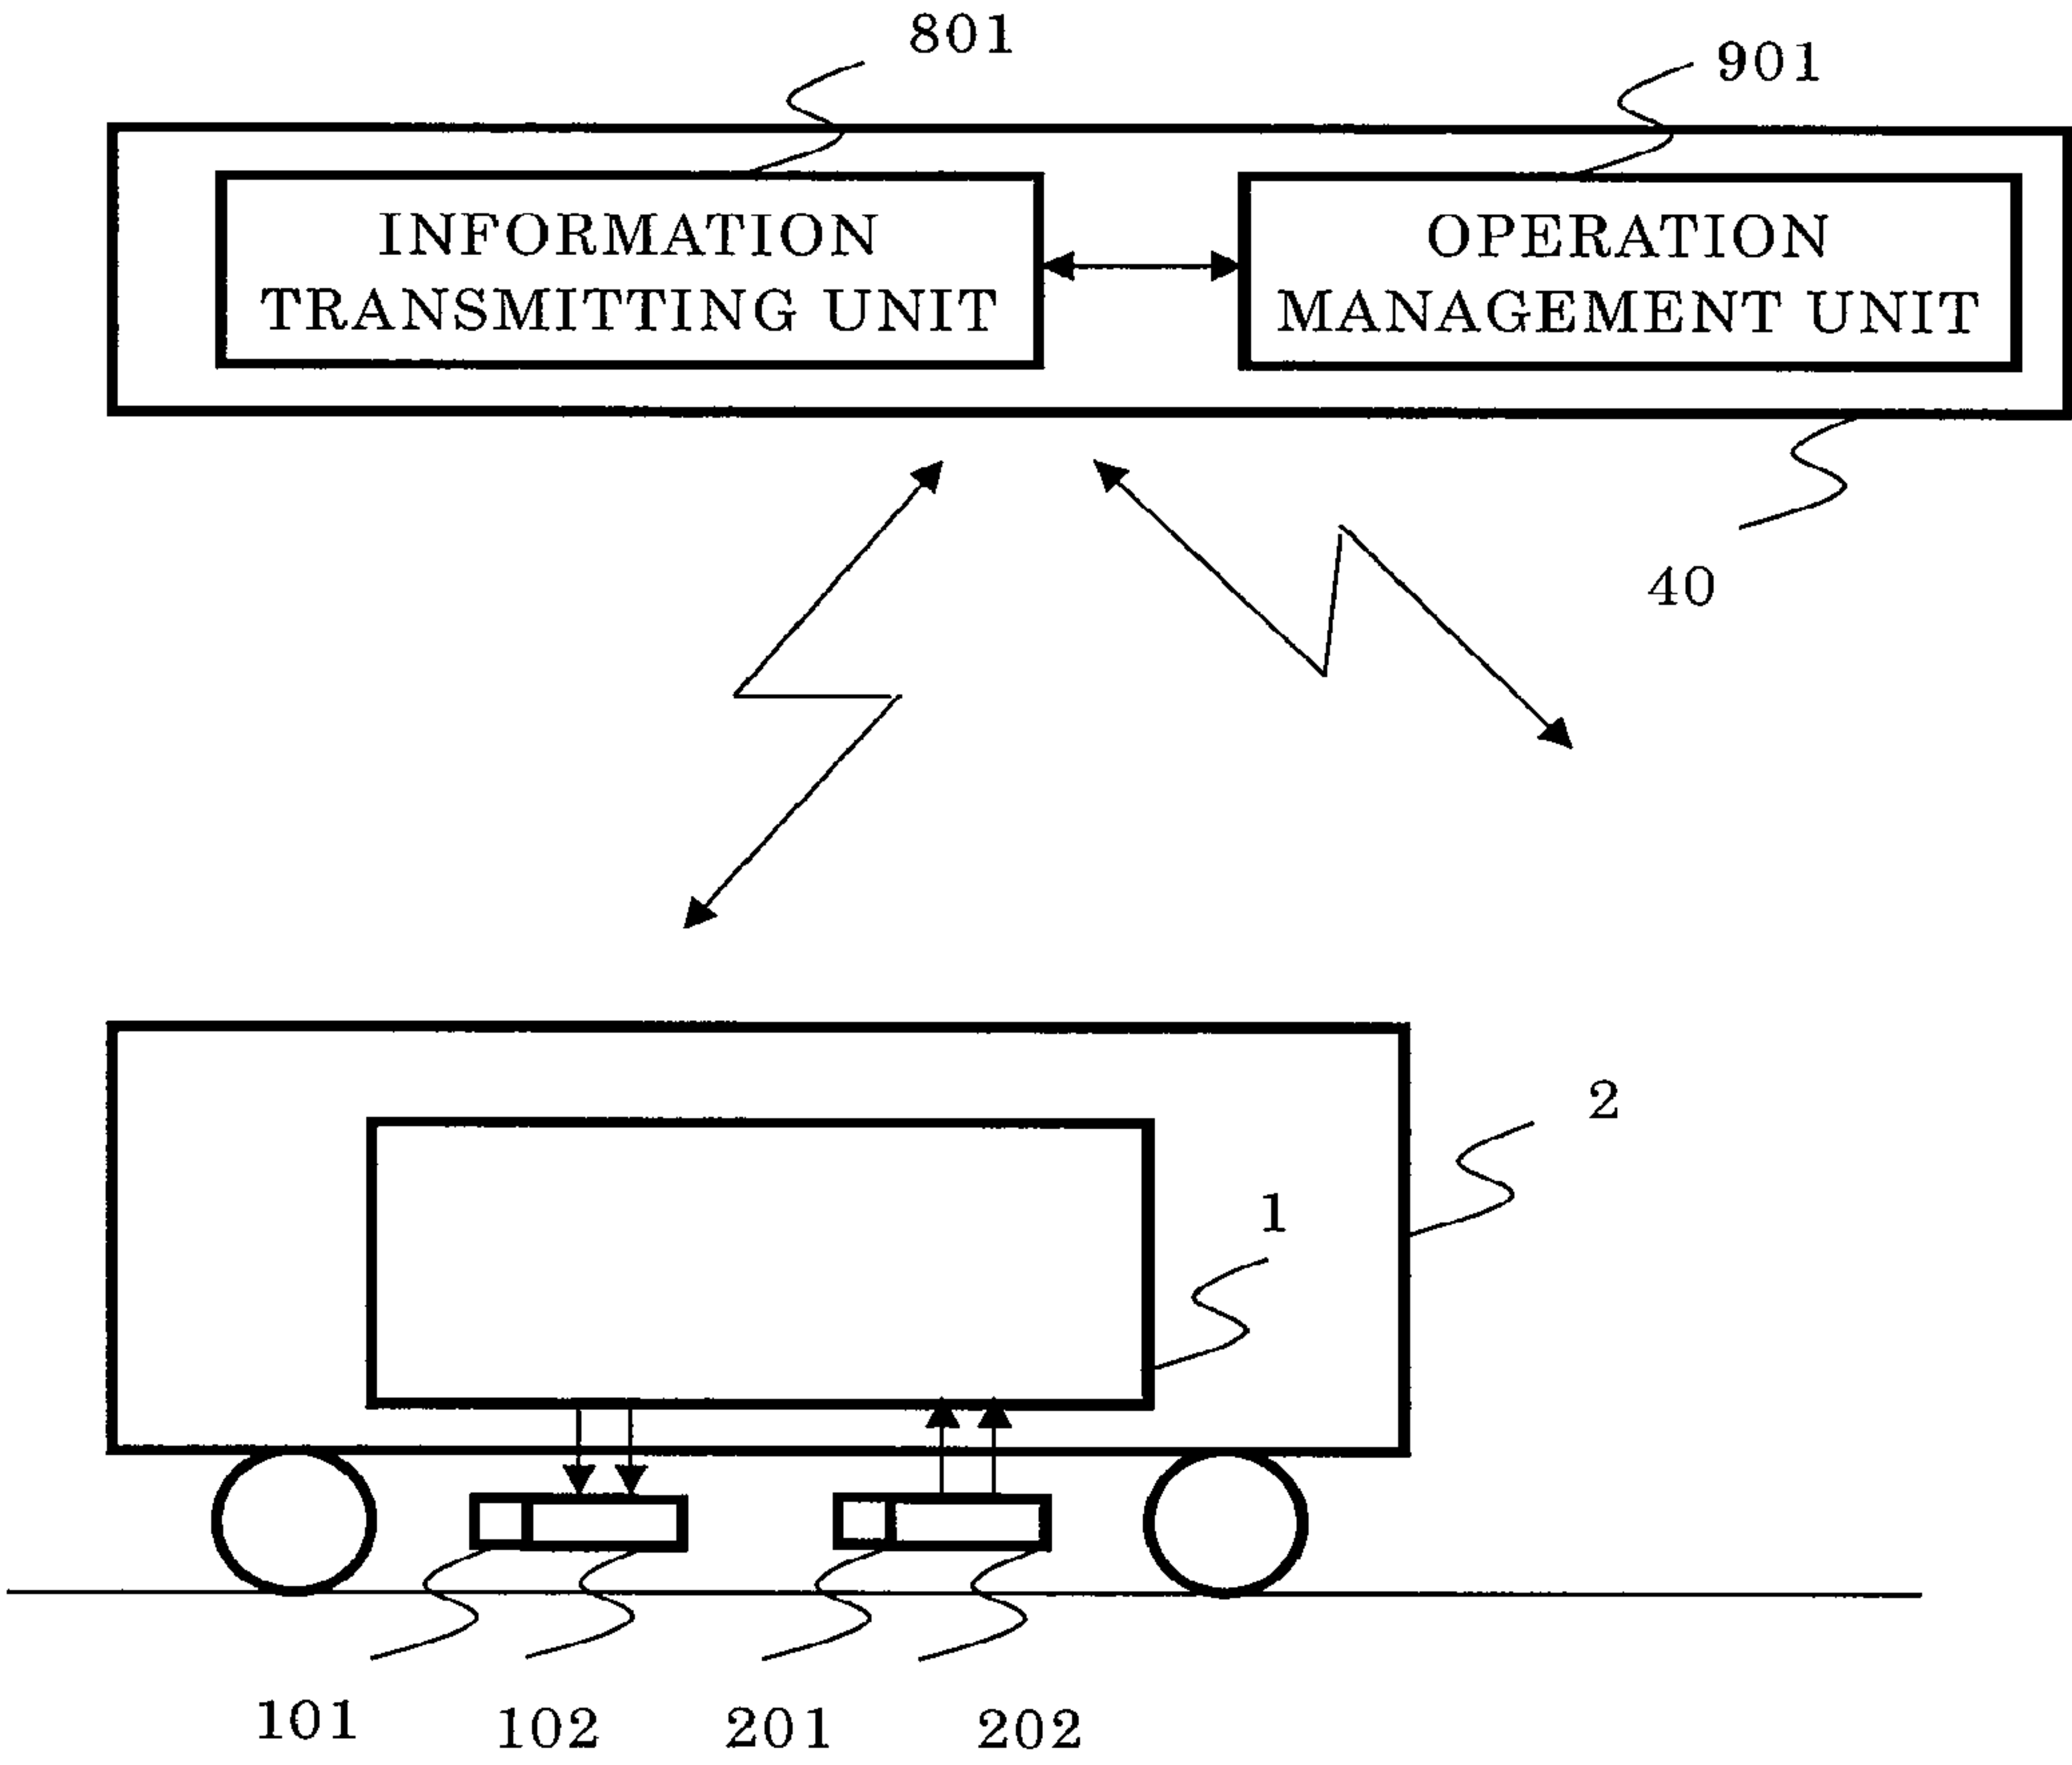 801
901
INFORMATION
TRANSMITTING UNIT
OPERATION
MANAGEMENT UNIT
40
2
1
101
102
201
202